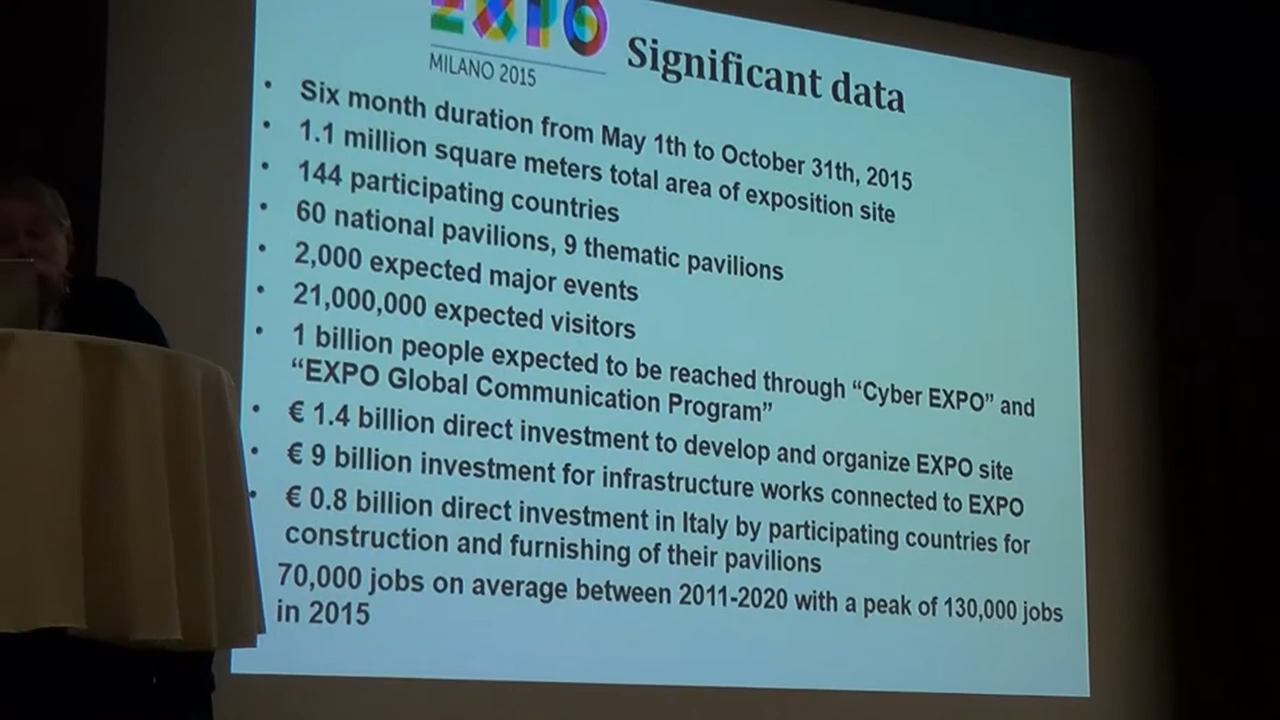 EXPO
MILANO 2015
Significant data
• Six month duration from May 1th to October 31th, 2015
• 1.1 million square meters total area of exposition site
• 144 participating countries
• 60 national pavilions, 9 thematic pavilions
• 2,000 expected major events
• 21,000,000 expected visitors
• 1 billion people expected to be reached through “Cyber EXPO” and
“EXPO Global Communication Program”
• € 1.4 billion direct investment to develop and organize EXPO site
• € 9 billion investment for infrastructure works connected to EXPO
• € 0.8 billion direct investment in Italy by participating countries for
construction and furnishing of their pavilions
70,000 jobs on average between 2011-2020 with a peak of 130,000 jobs
in 2015